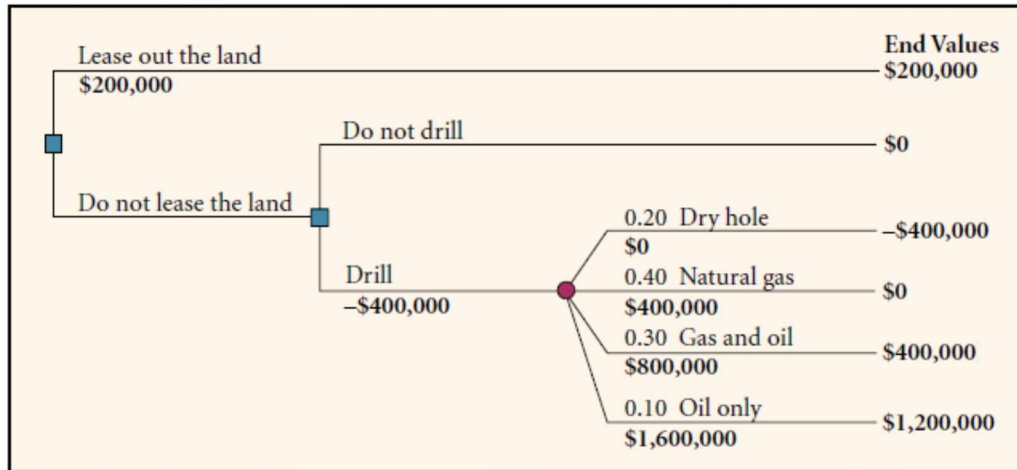 End Values
Lease out the land
$200,000
$200,000
Do not drill
$0
Do not lease the land
0.20 Dry hole
–$400,000
$0
Drill
–$400,000
0.40 Natural gas
$0
$400,000
0.30 Gas and oil
$400,000
$800,000
0.10 Oil only
$1,200,000
$1,600,000